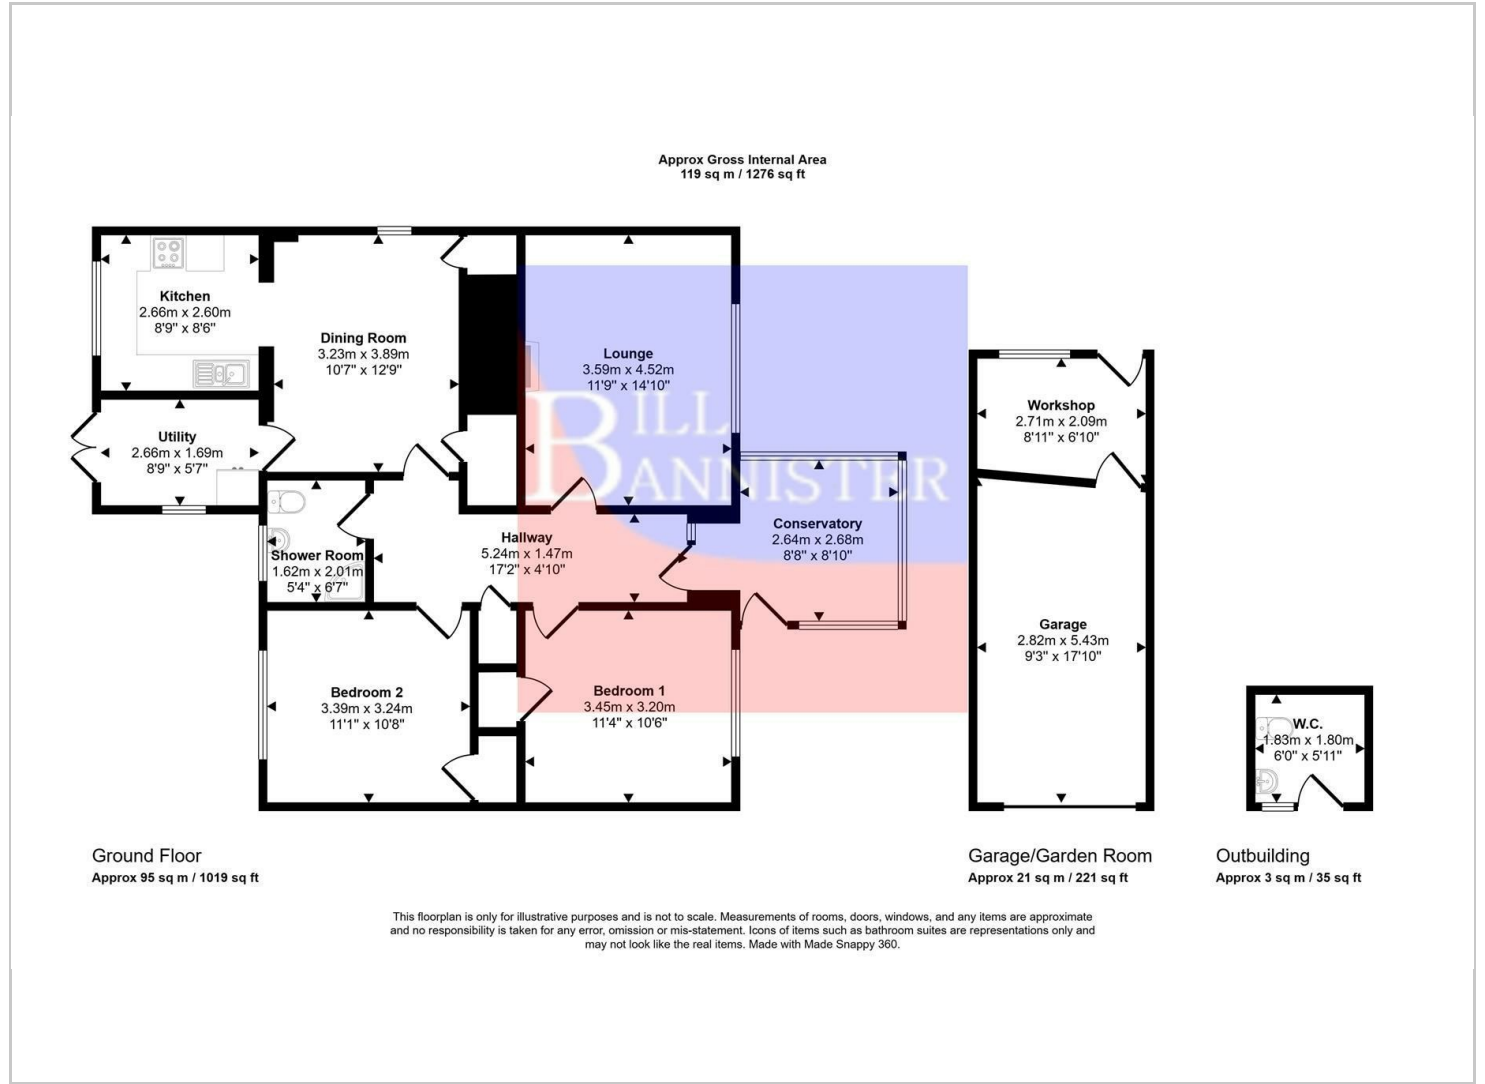 Approx Gross Internal Area
119 sq m / 1276 sq ft
Kitchen
2.66m x 2.60m
8'9" x 8'6"
Dining Room
3.23m x 3.89m
10'7" x 12'9"
Lounge
3.59m x 4.52m
11'9" x 14'10"
BILL
BANNISTER
Utility
2.66m x 1.69m
8'9" x 5'7"
Workshop
2.71m x 2.09m
8'11" x 6'10"
Shower Room
1.62m x 2.01m
5'4" x 6'7"
Hallway
5.24m x 1.47m
17'2" x 4'10"
Conservatory
2.64m x 2.68m
8'8" x 8'10"
Garage
2.82m x 5.43m
9'3" x 17'10"
Bedroom 2
3.39m x 3.24m
11'1" x 10'8"
Bedroom 1
3.45m x 3.20m
11'4" x 10'6"
W.C.
1.83m x 1.80m
6'0" x 5'11"
Ground Floor
Approx 95 sq m / 1019 sq ft
Garage/Garden Room
Approx 21 sq m / 221 sq ft
Outbuilding
Approx 3 sq m / 35 sq ft
This floorplan is only for illustrative purposes and is not to scale. Measurements of rooms, doors, windows, and any items are approximate
and no responsibility is taken for any error, omission or mis-statement. Icons of items such as bathroom suites are representations only and
may not look like the real items. Made with Made Snappy 360.